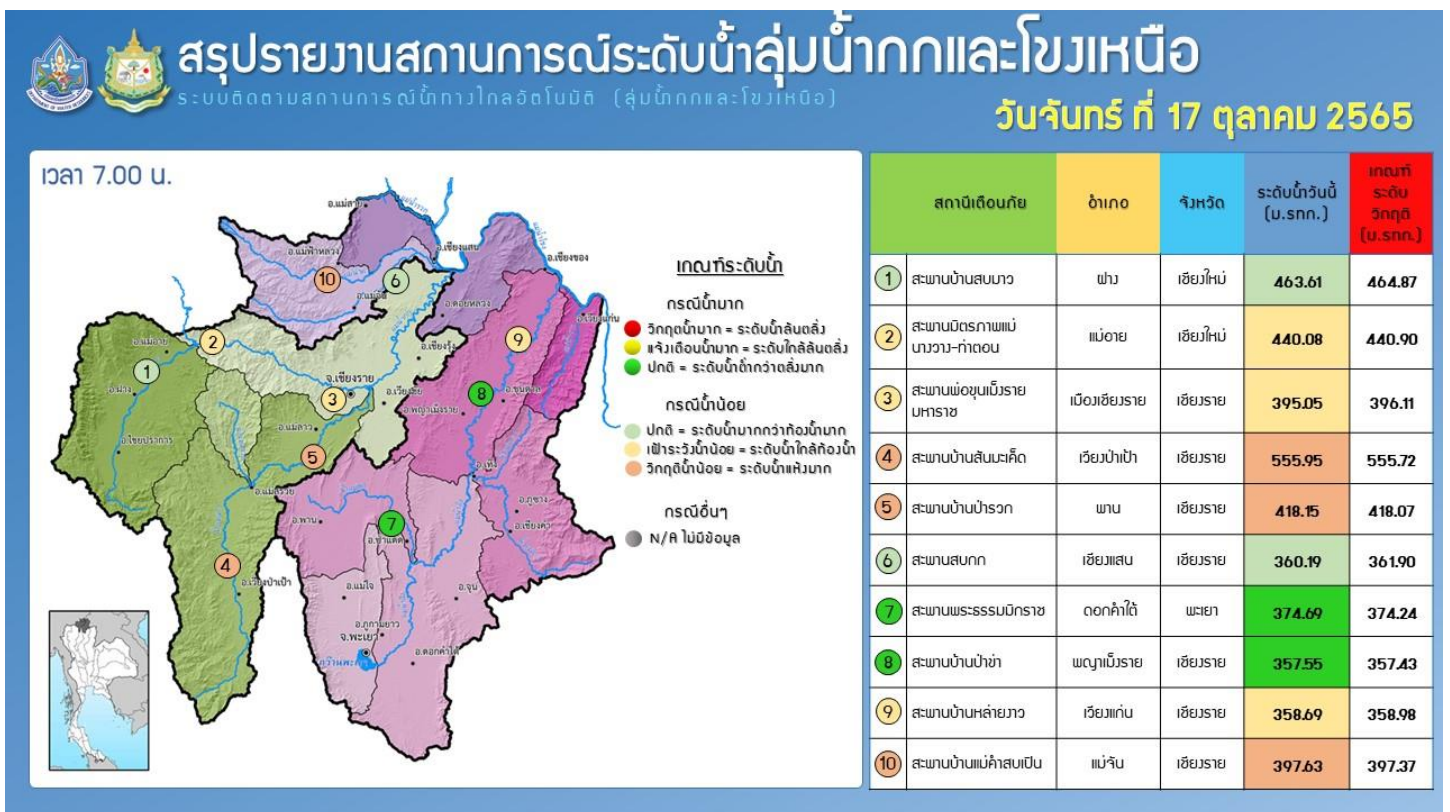 สรุปรายงานสถานการณ์ระดับน้ำลุ่มน้ำกกและโขงเหนือ
ระบบติดตามสถานการณ์น้ำทางไกลอัตโนมัติ (ลุ่มน้ำกกและโขงเหนือ)
วันจันทร์ ที่ 17 ตุลาคม 2565
เวลา 7.00 น.
อ.แม่สาย
แม่น้ำรวก
อ.แม่ฟ้าหลวง
อ.เชียงแสน
แม่น้ำโขง
อ.เชียงของ
10
6
อ.แม่จัน
อ.ดอยหลวง
อ.เวียงแก่น
2
9
อ.แม่อาย
อ.เชียงรุ้ง
1
จ.เชียงราย
8
อ.ฝาง
3
อ.เวียงชัย
อ.ขุนตาล
อ.พญาเม็งราย
อ.แม่ลาว
อ.ไชยปราการ
5
อ.เทิง
อ.แม่สรวย
อ.ภูซาง
อ.พาน
7
อ.เชียงคำ
อ.ป่าแดด
4
อ.เวียงป่าเป้า
อ.แม่ใจ
อ.จุน
อ.ภูกามยาว
จ.พะเยา
อ.ดอกคำใต้
เกณฑ์ระดับน้ำ
กรณีน้ำมาก
วิกฤตน้ำมาก = ระดับน้ำล้นตลิ่ง
แจ้งเตือนน้ำมาก = ระดับใกล้ล้นตลิ่ง
ปกติ = ระดับน้ำต่ำกว่าตลิ่งมาก
กรณีน้ำน้อย
ปกติ = ระดับน้ำมากกว่าท้องน้ำมาก
เฝ้าระวังน้ำน้อย = ระดับน้ำใกล้ท้องน้ำ
วิกฤติน้ำน้อย = ระดับน้ำแห้งมาก
กรณีอื่นๆ
N/A ไม่มีข้อมูล
สถานีเตือนภัย อำเภอ จังหวัด ระดับน้ำวันนี้ (ม.รทก.) เกณฑ์ระดับวิกฤติ (ม.รทก.)
1 สะพานบ้านสบมาว ฝาง เชียงใหม่ 463.61 464.87
2 สะพานมิตรภาพแม่นางวาง-ท่าตอน แม่อาย เชียงใหม่ 440.08 440.90
3 สะพานพ่อขุนเม็งรายมหาราช เมืองเชียงราย เชียงราย 395.05 396.11
4 สะพานบ้านสันมะเค็ด เวียงป่าเป้า เชียงราย 555.95 555.72
5 สะพานบ้านป่ารวก พาน เชียงราย 418.15 418.07
6 สะพานสบกก เชียงแสน เชียงราย 360.19 361.90
7 สะพานพระธรรมมิกราช ดอกคำใต้ พะเยา 374.69 374.24
8 สะพานบ้านป่าข่า พญาเม็งราย เชียงราย 357.55 357.43
9 สะพานบ้านหล่ายงาว เวียงแก่น เชียงราย 358.69 358.98
10 สะพานบ้านแม่คำสบเปิน แม่จัน เชียงราย 397.63 397.37